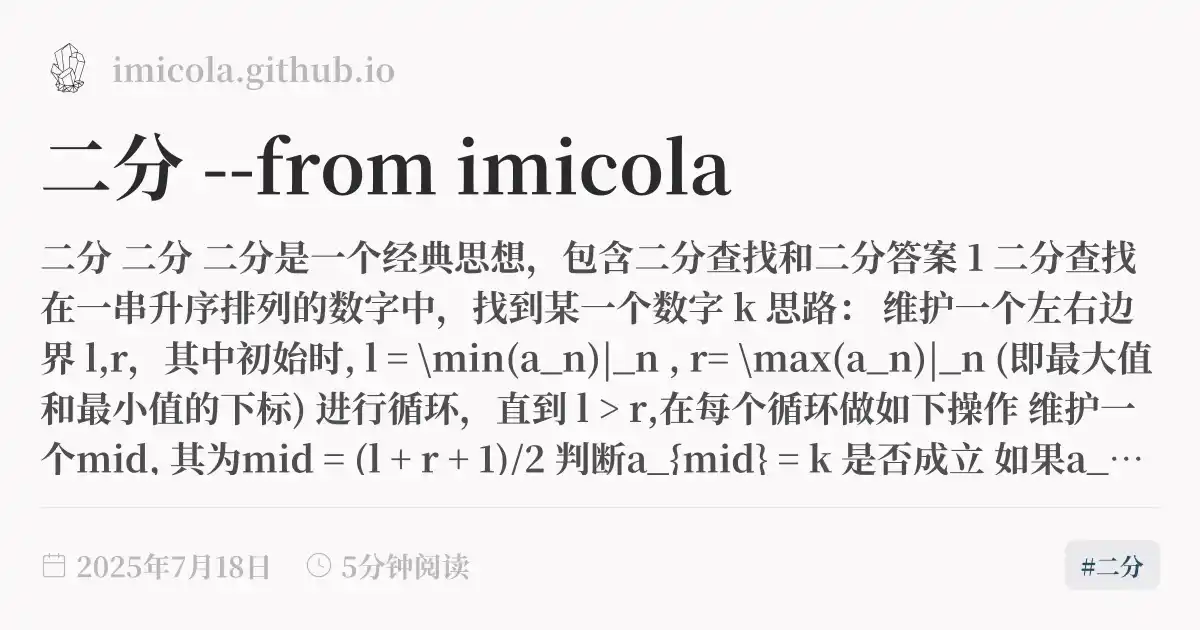 imicola.github.io
二分 --from imicola
二分 二分 二分是一个经典思想，包含二分查找和二分答案 1 二分查找
在一串升序排列的数字中，找到某一个数字 k 思路： 维护一个左右边
界 l,r，其中初始时, l = \min(a_n)|_n , r= \max(a_n)|_n (即最大值
和最小值的下标) 进行循环，直到 l > r,在每个循环做如下操作 维护一
个mid, 其为mid = (l + r + 1)/2 判断a_{mid} = k 是否成立 如果a_…
2025年7月18日
5分钟阅读
#二分